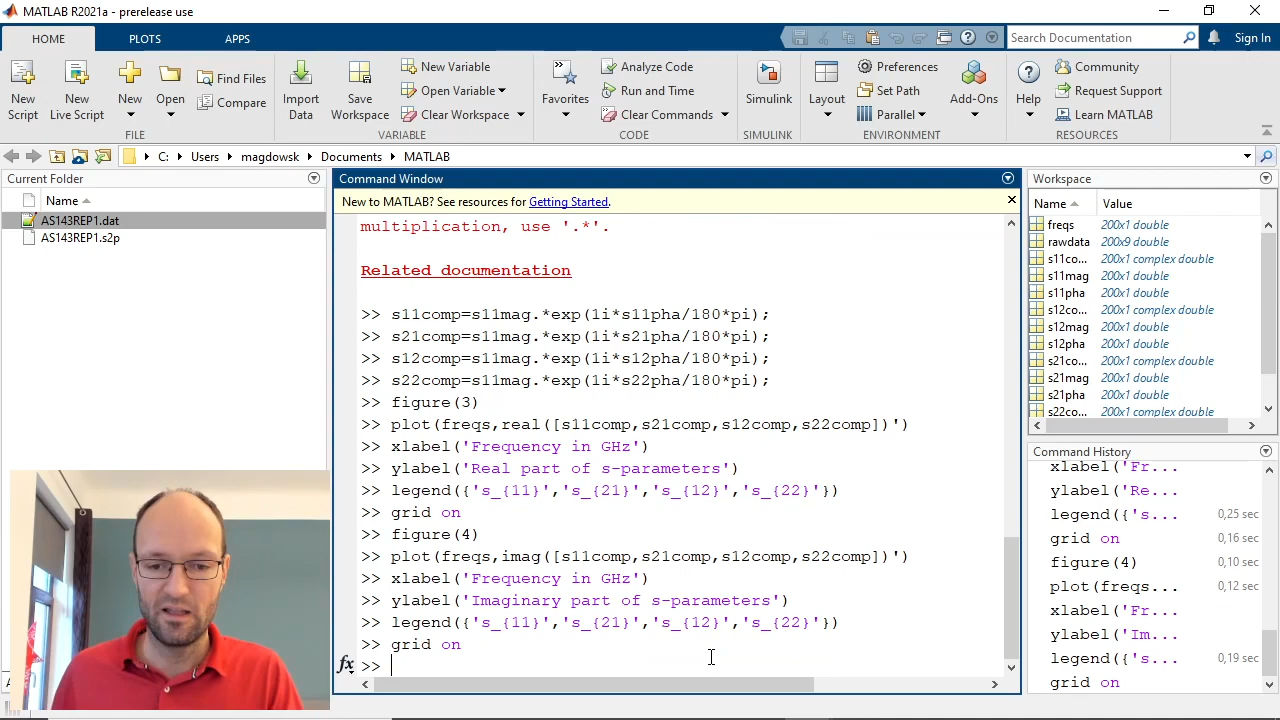 MATLAB R2021a - prerelease use
HOME PLOTS APPS
Search Documentation
Sign In
New Script
New Live Script
New
Open
Find Files
Compare
FILE
Import Data
Save Workspace
New Variable
Open Variable
Clear Workspace
VARIABLE
Favorites
Analyze Code
Run and Time
Clear Commands
CODE
Simulink
SIMULINK
Layout
Preferences
Set Path
Parallel
Add-Ons
ENVIRONMENT
Help
Community
Request Support
Learn MATLAB
RESOURCES
C: Users magdowsk Documents MATLAB
Current Folder
Name
AS143REP1.dat
AS143REP1.s2p
Command Window
New to MATLAB? See resources for Getting Started.
multiplication, use '.*'.
Related documentation
>> s11comp=s11mag.*exp(1i*s11pha/180*pi);
>> s21comp=s11mag.*exp(1i*s21pha/180*pi);
>> s12comp=s11mag.*exp(1i*s12pha/180*pi);
>> s22comp=s11mag.*exp(1i*s22pha/180*pi);
>> figure(3)
>> plot(freqs,real([s11comp,s21comp,s12comp,s22comp])')
>> xlabel('Frequency in GHz')
>> ylabel('Real part of s-parameters')
>> legend({'s_{11}','s_{21}','s_{12}','s_{22}'})
>> grid on
>> figure(4)
>> plot(freqs,imag([s11comp,s21comp,s12comp,s22comp])')
>> xlabel('Frequency in GHz')
>> ylabel('Imaginary part of s-parameters')
>> legend({'s_{11}','s_{21}','s_{12}','s_{22}'})
>> grid on
fx >>
Workspace
Name Value
freqs 200x1 double
rawdata 200x9 double
s11co... 200x1 complex double
s11mag 200x1 double
s11pha 200x1 double
s12co... 200x1 complex double
s12mag 200x1 double
s12pha 200x1 double
s21co... 200x1 complex double
s21mag 200x1 double
s21pha 200x1 double
s22co... 200x1 complex double
Command History
xlabel('Fr...
ylabel('Re...
legend({'s... 0,25 sec
grid on 0,16 sec
figure(4) 0,10 sec
plot(freqs... 0,12 sec
xlabel('Fr...
ylabel('Im...
legend({'s... 0,19 sec
grid on